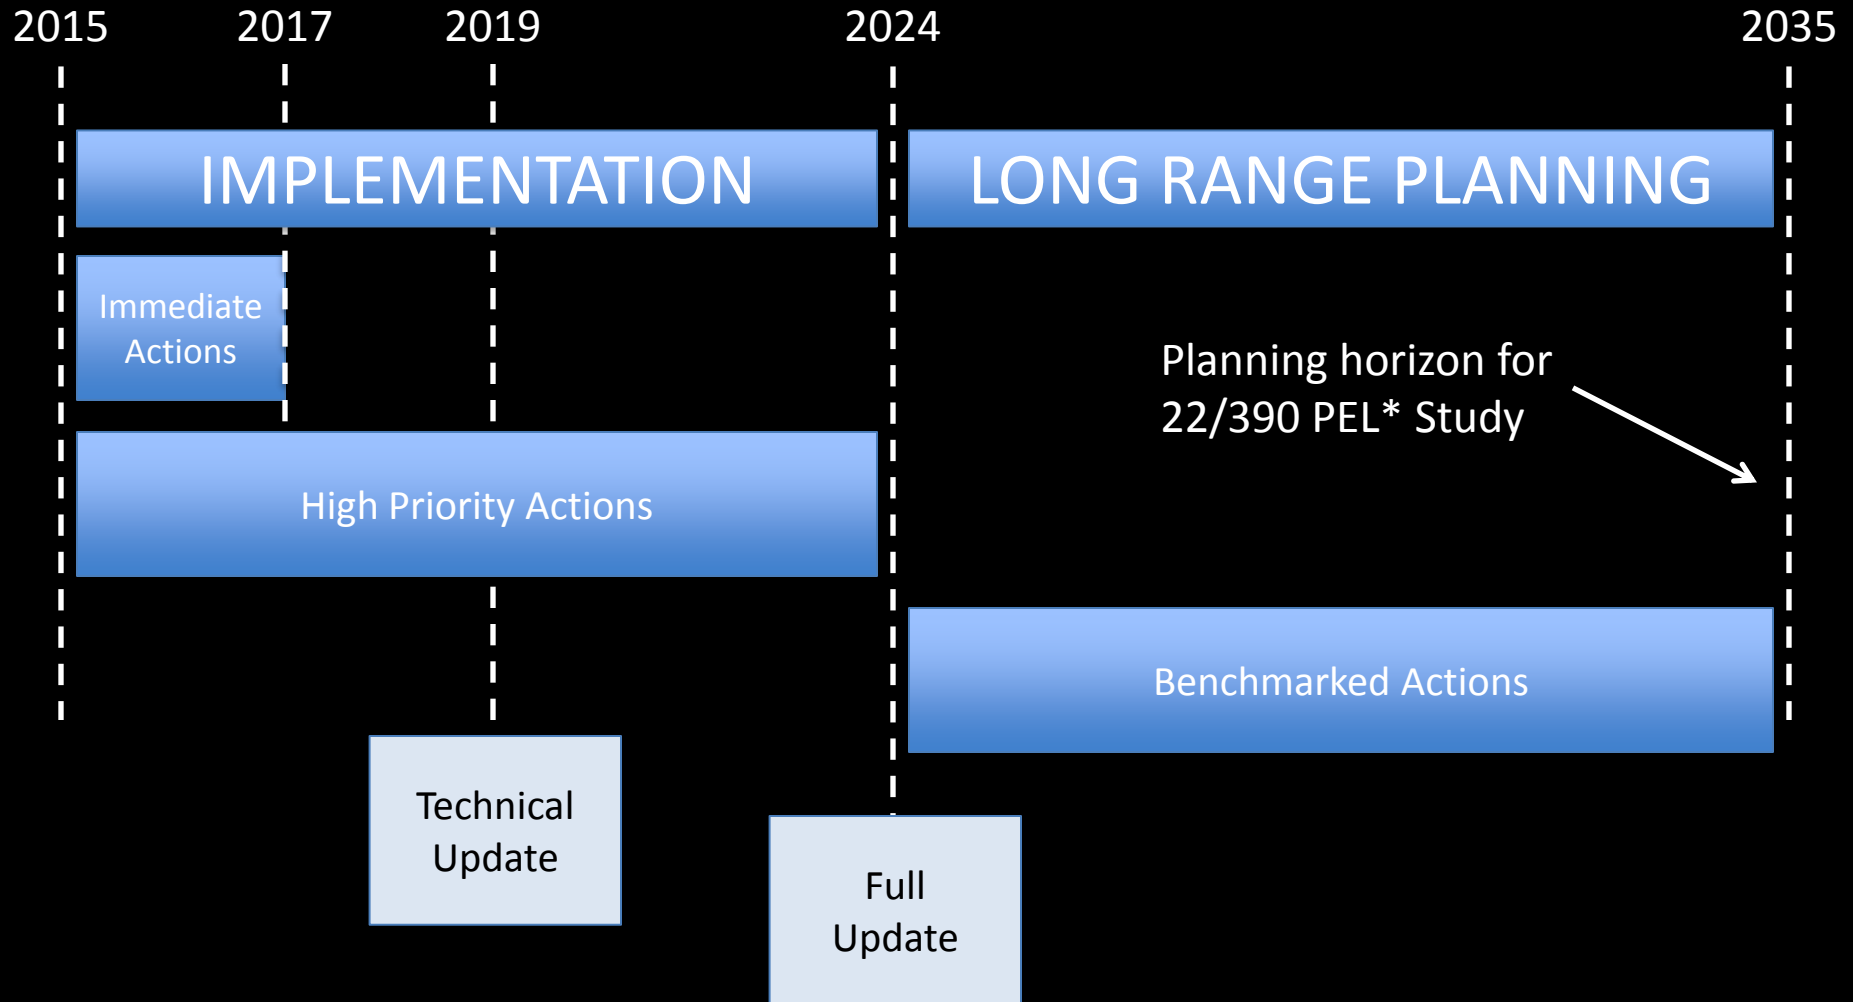 2015
2017
2019
2024
2035
IMPLEMENTATION
LONG RANGE PLANNING
Immediate
Actions
Planning horizon for
22/390 PEL* Study
High Priority Actions
Benchmarked Actions
Technical
Update
Full
Update